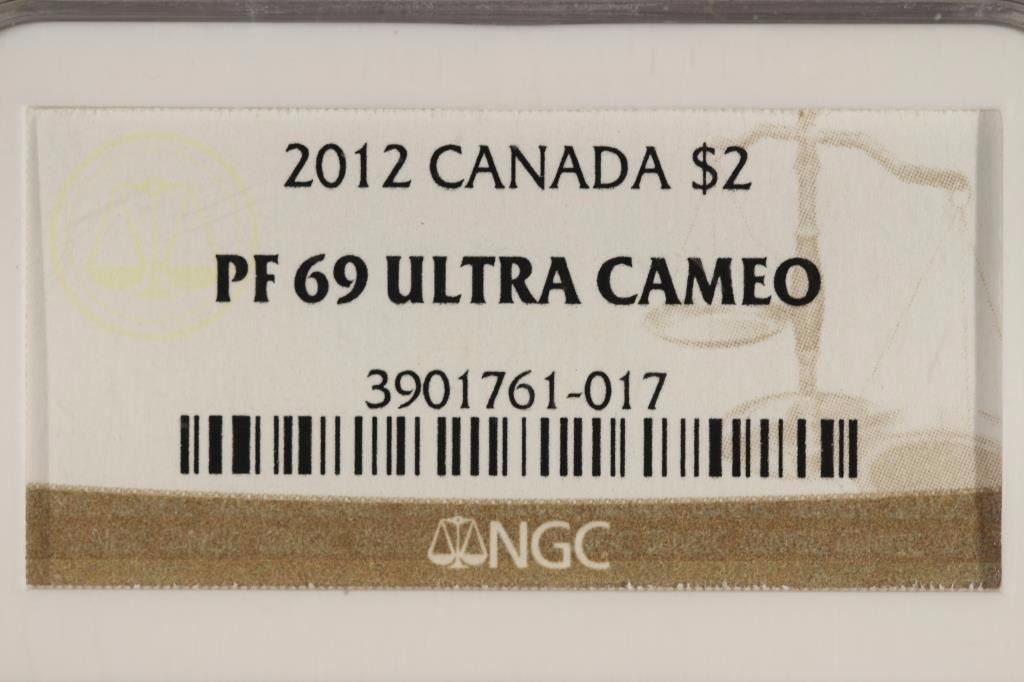 2012 CANADA $2
PF 69 ULTRA CAMEO
3901761-017
NGC